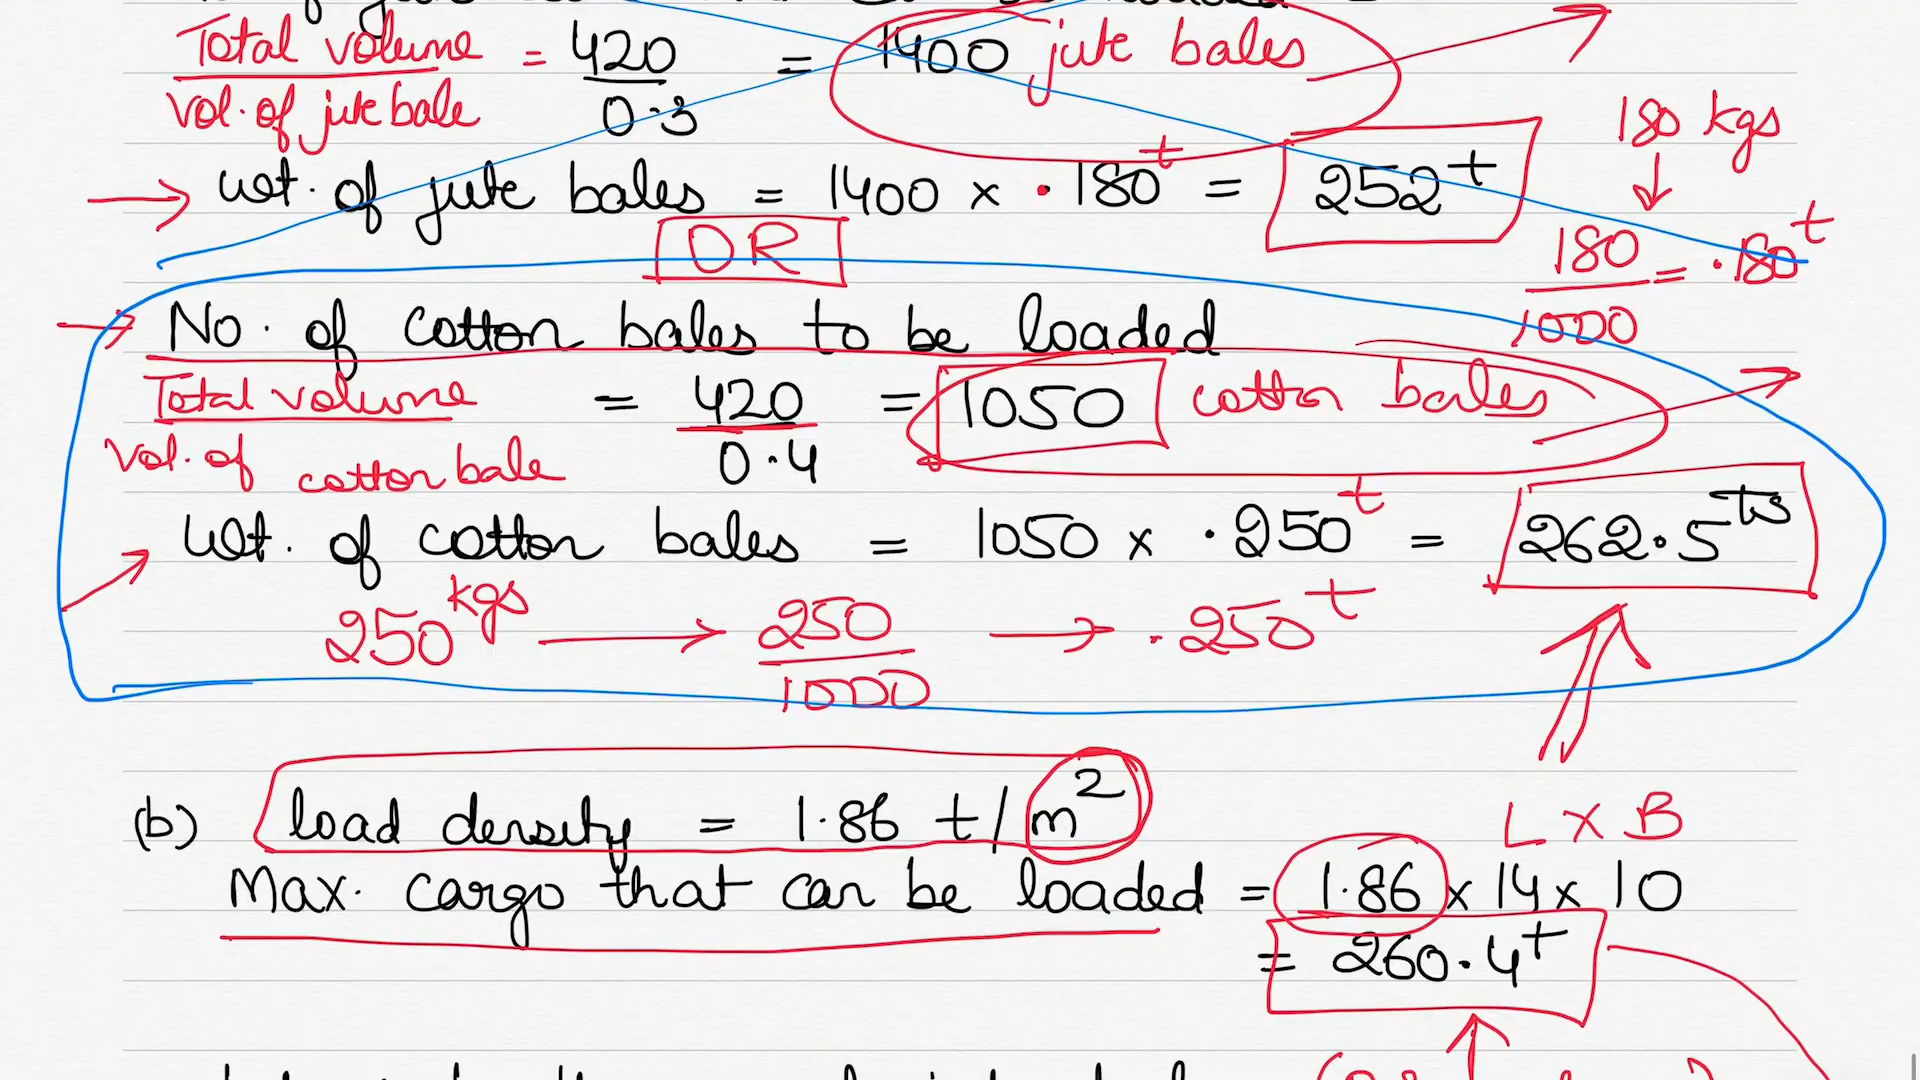 Total volume = 420 = 1400 jute bales
Vol. of jute bale 0.3
180 kgs
wt. of jute bales = 1400 x .180t = 252t
180 = .180t
1000
OR
No. of cotton bales to be loaded
Total volume = 420 = 1050 cotton bales
Vol. of cotton bale 0.4
Wt. of cotton bales = 1050 x .250t = 262.5ts
250kgs → 250 → .250t
1000
(b) load density = 1.86 t/m2
L x B
Max. cargo that can be loaded = 1.86 x 14 x 10
= 260.4t